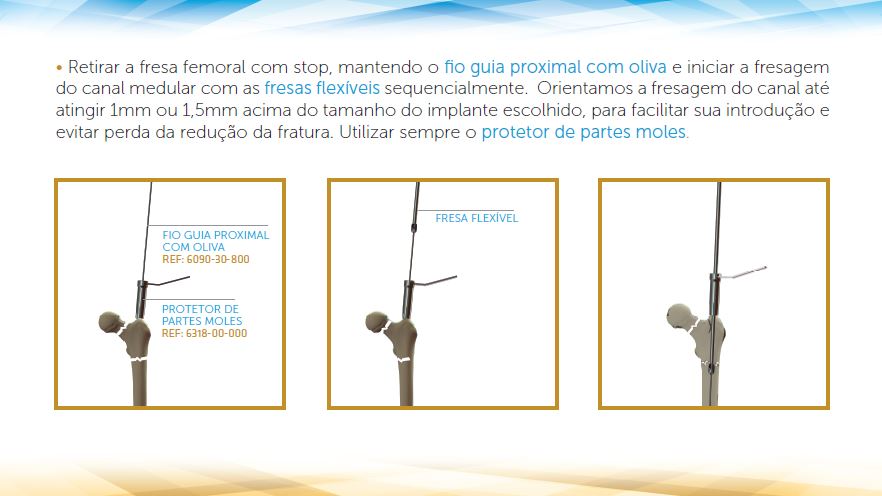 • Retirar a fresa femoral com stop, mantendo o fio guia proximal com oliva e iniciar a fresagem
do canal medular com as fresas flexíveis sequencialmente. Orientamos a fresagem do canal até
atingir 1mm ou 1,5mm acima do tamanho do implante escolhido, para facilitar sua introdução e
evitar perda da redução da fratura. Utilizar sempre o protetor de partes moles.
FIO GUIA PROXIMAL
COM OLIVA
REF: 6090-30-800
PROTETOR DE
PARTES MOLES
REF: 6318-00-000
FRESA FLEXÍVEL